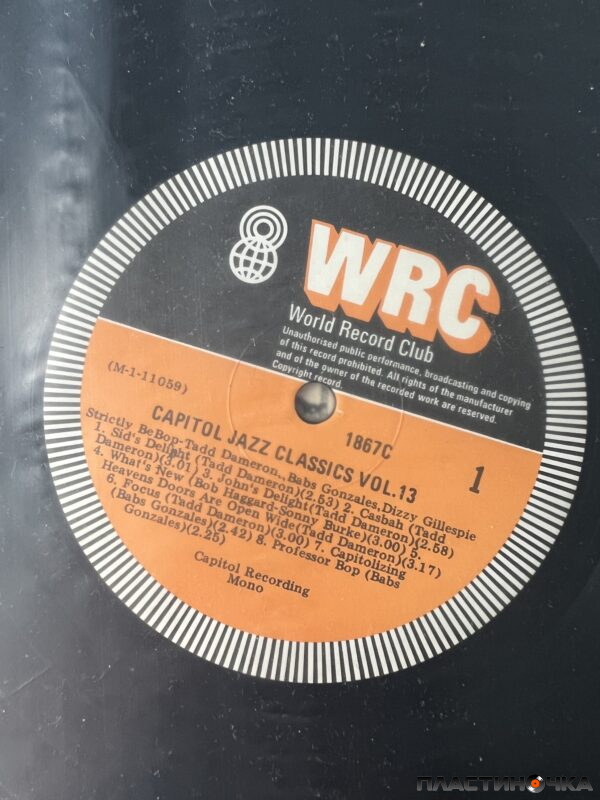 WRC
World Record Club
Unauthorised public performance, broadcasting and copying
of this record prohibited. All rights of the manufacturer
and of the owner of the recorded work are reserved.
Copyright record.
(M-1-11059)
1867C
1
CAPITOL JAZZ CLASSICS VOL.13
Strictly BeBop-Tadd Dameron, Babs Gonzales, Dizzy Gillespie
1. Sid's Delight (Tadd Dameron)(2.53) 2. Casbah (Tadd
Dameron)(3.01) 3. John's Delight(Tadd Dameron)(2.58)
4. What's New (Bob Haggard-Sonny Burke)(3.00) 5.
Heavens Doors Are Open Wide(Tadd Dameron)(3.17)
6. Focus (Tadd Dameron)(3.00) 7. Capitolizing
(Babs Gonzales)(2.42) 8. Professor Bop (Babs
Gonzales)(2.25)
Capitol Recording
Mono
ПЛАСТИНОЧКА